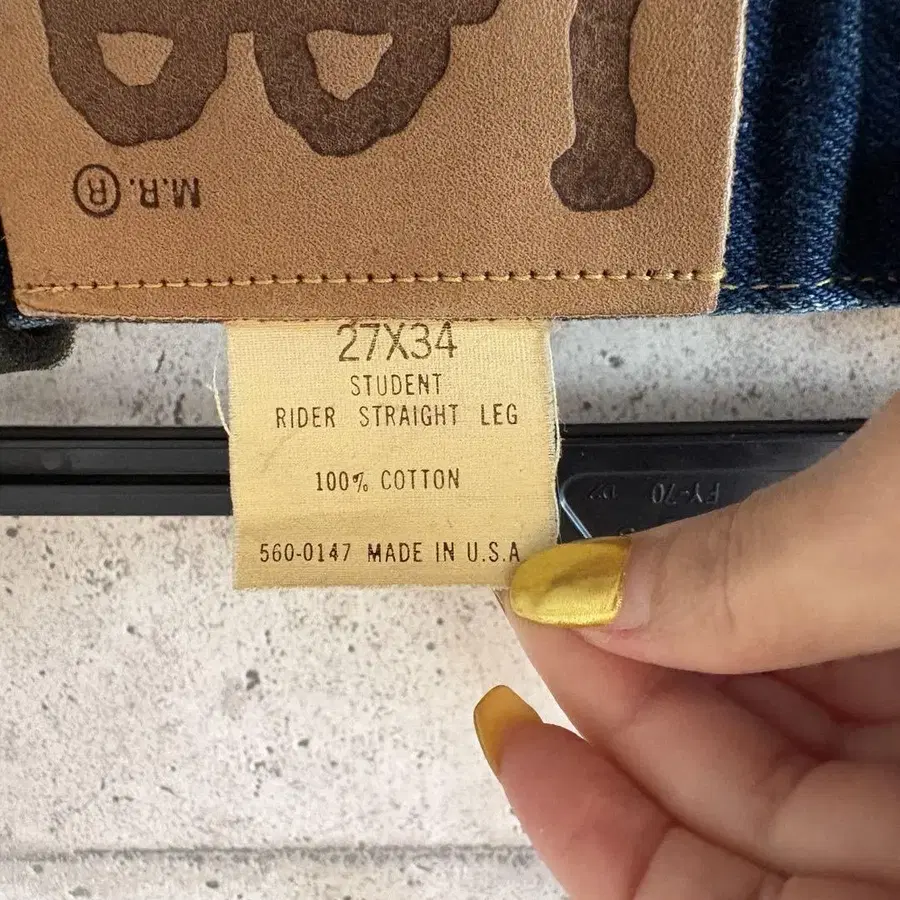 M.R. ®
27X34
STUDENT
RIDER STRAIGHT LEG
100% COTTON
560-0147 MADE IN U.S.A
FY-70